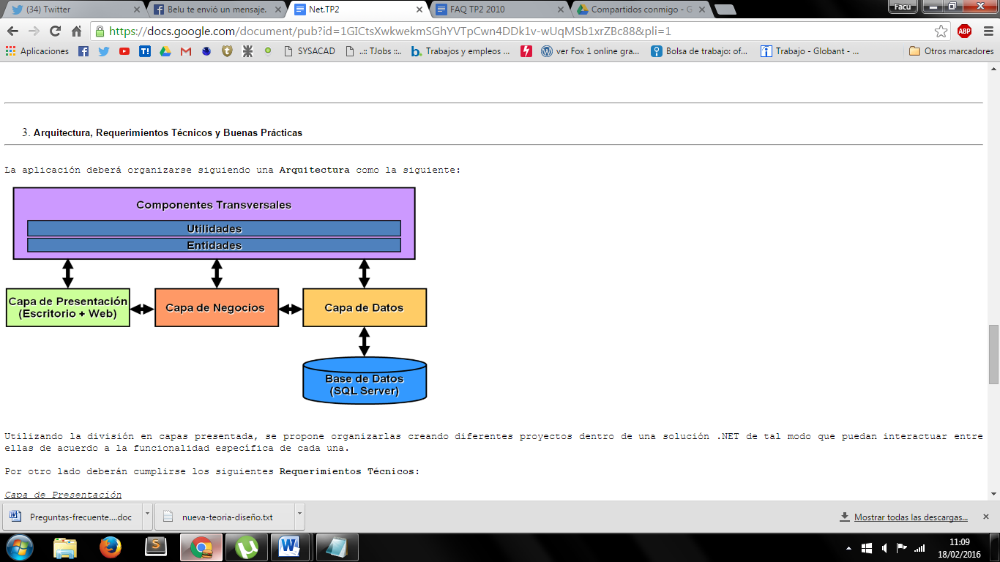 (34) Twitter
Belu te envió un mensaje.
Net.TP2
FAQ TP2 2010
Compartidos conmigo - G
Facu
https://docs.google.com/document/pub?id=1GICtsXwkwekmSGhYVTpCwn4DDk1v-wUqMSb1xrZBc88&pli=1
ABP
Aplicaciones
T!
SYSACAD
..:: TJobs ::..
b.
Trabajos y empleos ...
ver Fox 1 online gra...
Bolsa de trabajo: of...
Trabajo - Globant - ...
Otros marcadores
3. Arquitectura, Requerimientos Técnicos y Buenas Prácticas
La aplicación deberá organizarse siguiendo una Arquitectura como la siguiente:
Componentes Transversales
Utilidades
Entidades
Capa de Presentación
(Escritorio + Web)
Capa de Negocios
Capa de Datos
Base de Datos
(SQL Server)
Utilizando la división en capas presentada, se propone organizarlas creando diferentes proyectos dentro de una solución .NET de tal modo que puedan interactuar entre
ellas de acuerdo a la funcionalidad específica de cada una.
Por otro lado deberán cumplirse los siguientes Requerimientos Técnicos:
Capa de Presentación
Preguntas-frecuente....doc
nueva-teoria-diseño.txt
Mostrar todas las descargas...
11:09
18/02/2016